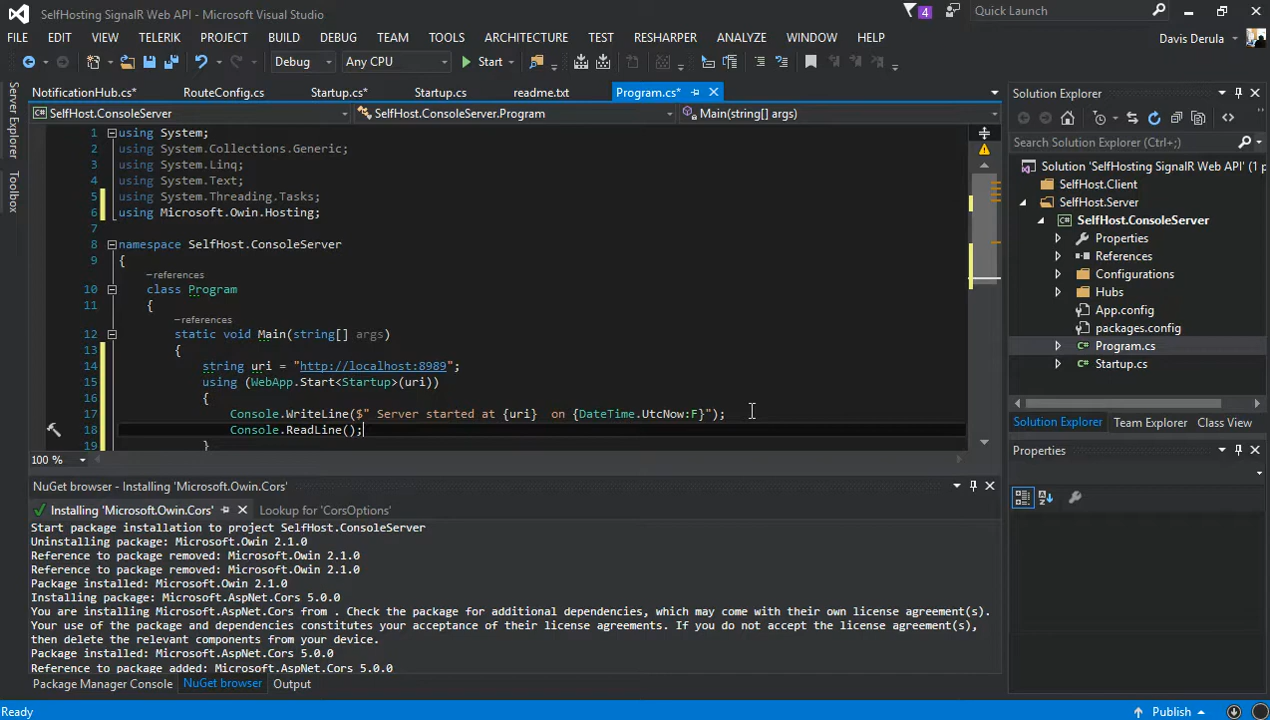 SelfHosting SignalR Web API - Microsoft Visual Studio
4
Quick Launch
FILE EDIT VIEW TELERIK PROJECT BUILD DEBUG TEAM TOOLS ARCHITECTURE TEST RESHARPER ANALYZE WINDOW HELP
Davis Derula
Debug
Any CPU
Start
Server Explorer
Toolbox
NotificationHub.cs* RouteConfig.cs Startup.cs* Startup.cs readme.txt Program.cs*
SelfHost.ConsoleServer SelfHost.ConsoleServer.Program Main(string[] args)
1 using System;
2 using System.Collections.Generic;
3 using System.Linq;
4 using System.Text;
5 using System.Threading.Tasks;
6 using Microsoft.Owin.Hosting;
7
8 namespace SelfHost.ConsoleServer
9 {
-references
10 class Program
11 {
-references
12 static void Main(string[] args)
13 {
14 string uri = "http://localhost:8989";
15 using (WebApp.Start<Startup>(uri))
16 {
17 Console.WriteLine($" Server started at {uri}  on {DateTime.UtcNow:F}");
18 Console.ReadLine();
19 }
100 %
NuGet browser - Installing 'Microsoft.Owin.Cors'
Installing 'Microsoft.Owin.Cors' Lookup for 'CorsOptions'
Start package installation to project SelfHost.ConsoleServer
Uninstalling package: Microsoft.Owin 2.1.0
Reference to package removed: Microsoft.Owin 2.1.0
Reference to package removed: Microsoft.Owin 2.1.0
Package installed: Microsoft.Owin 2.1.0
Installing package: Microsoft.AspNet.Cors 5.0.0
You are installing Microsoft.AspNet.Cors from . Check the package for additional dependencies, which may come with their own license agreement(s).
Your use of the package and dependencies constitutes your acceptance of their license agreements. If you do not accept the license agreement(s),
then delete the relevant components from your device.
Package installed: Microsoft.AspNet.Cors 5.0.0
Reference to package added: Microsoft.AspNet.Cors 5.0.0
Package Manager Console NuGet browser Output
Solution Explorer
Search Solution Explorer (Ctrl+;)
Solution 'SelfHosting SignalR Web API' (1 p
SelfHost.Client
SelfHost.Server
SelfHost.ConsoleServer
Properties
References
Configurations
Hubs
App.config
packages.config
Program.cs
Startup.cs
Solution Explorer Team Explorer Class View
Properties
Ready
Publish